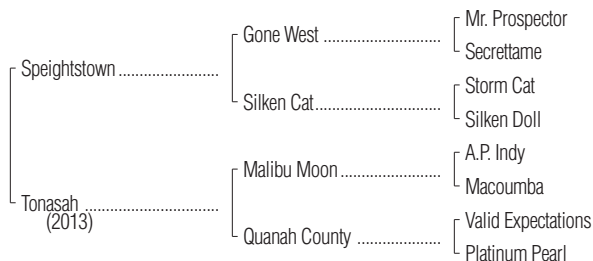 Mr. Prospector
Gone West ..............................
Secrettame
Speightstown .........................
Storm Cat
Silken Cat................................
Silken Doll
A.P. Indy
Malibu Moon .........................
Macoumba
Tonasah .................................
(2013)
Valid Expectations
Quanah County .....................
Platinum Pearl